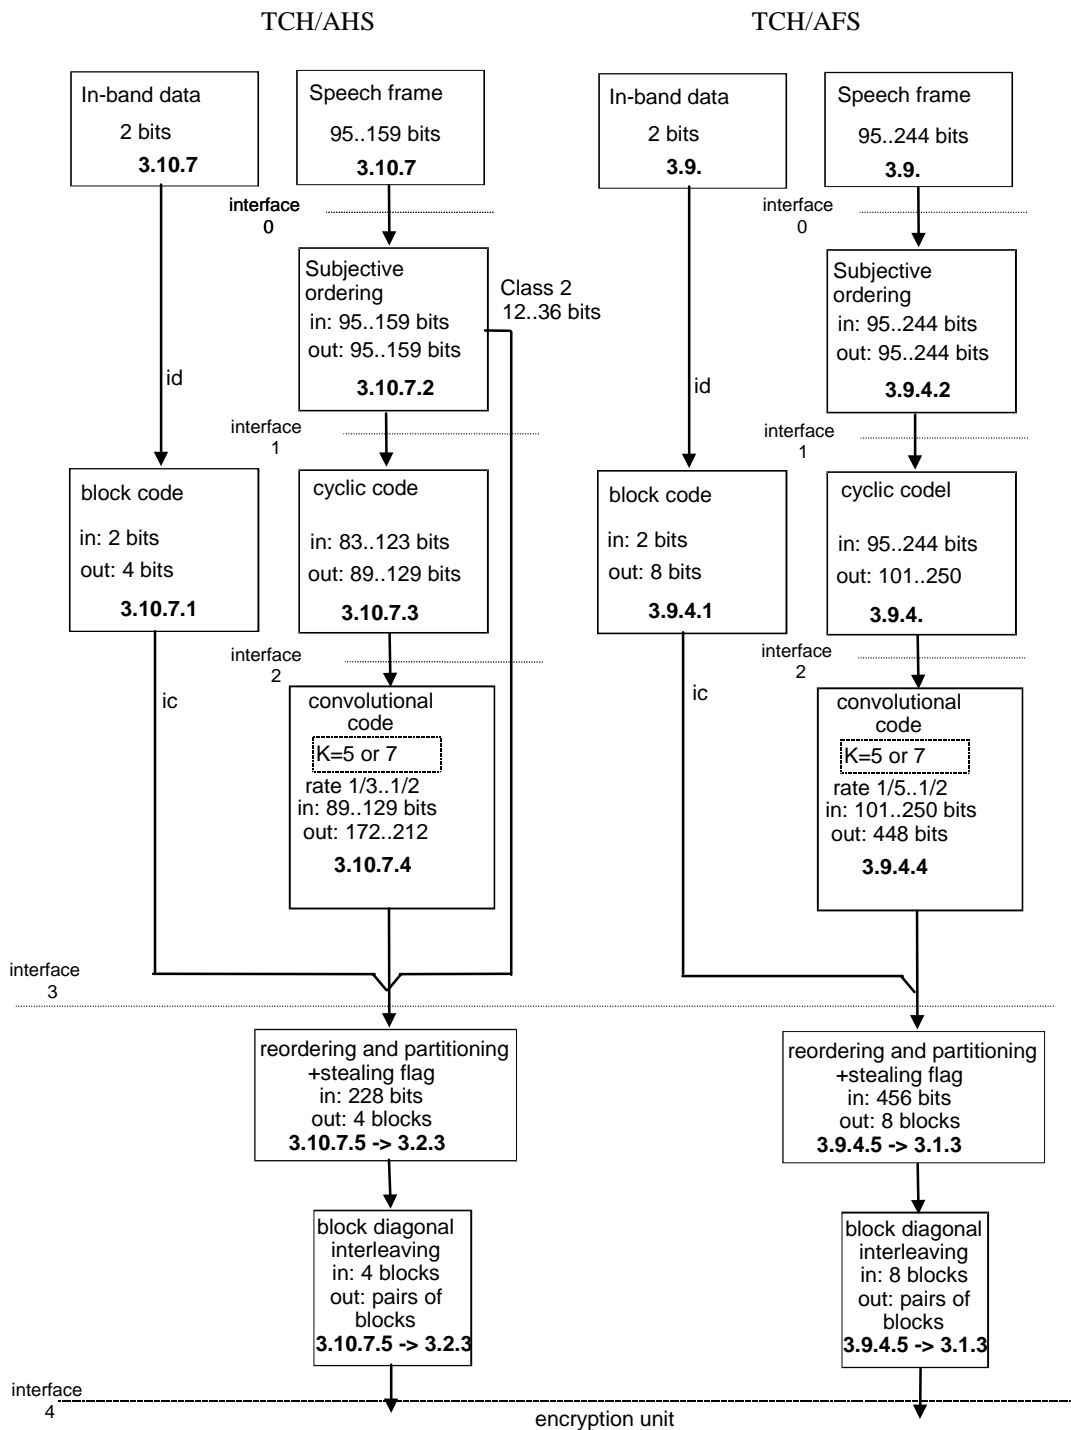 TCH/AHS
TCH/AFS
In-band data
2 bits
3.10.7
Speech frame
95..159 bits
3.10.7
In-band data
2 bits
3.9.
Speech frame
95..244 bits
3.9.
interface
0
interface
0
Subjective
ordering
in: 95..159 bits
out: 95..159 bits
3.10.7.2
Class 2
12..36 bits
Subjective
ordering
in: 95..244 bits
out: 95..244 bits
3.9.4.2
id
id
interface
1
interface
1
block code
in: 2 bits
out: 4 bits
3.10.7.1
cyclic code
in: 83..123 bits
out: 89..129 bits
3.10.7.3
block code
in: 2 bits
out: 8 bits
3.9.4.1
cyclic codel
in: 95..244 bits
out: 101..250
3.9.4.
interface
2
interface
2
ic
ic
convolutional
code
K=5 or 7
rate 1/3..1/2
in: 89..129 bits
out: 172..212
3.10.7.4
convolutional
code
K=5 or 7
rate 1/5..1/2
in: 101..250 bits
out: 448 bits
3.9.4.4
interface
3
reordering and partitioning
+stealing flag
in: 228 bits
out: 4 blocks
3.10.7.5 -> 3.2.3
reordering and partitioning
+stealing flag
in: 456 bits
out: 8 blocks
3.9.4.5 -> 3.1.3
block diagonal
interleaving
in: 4 blocks
out: pairs of
blocks
3.10.7.5 -> 3.2.3
block diagonal
interleaving
in: 8 blocks
out: pairs of
blocks
3.9.4.5 -> 3.1.3
interface
4
encryption unit